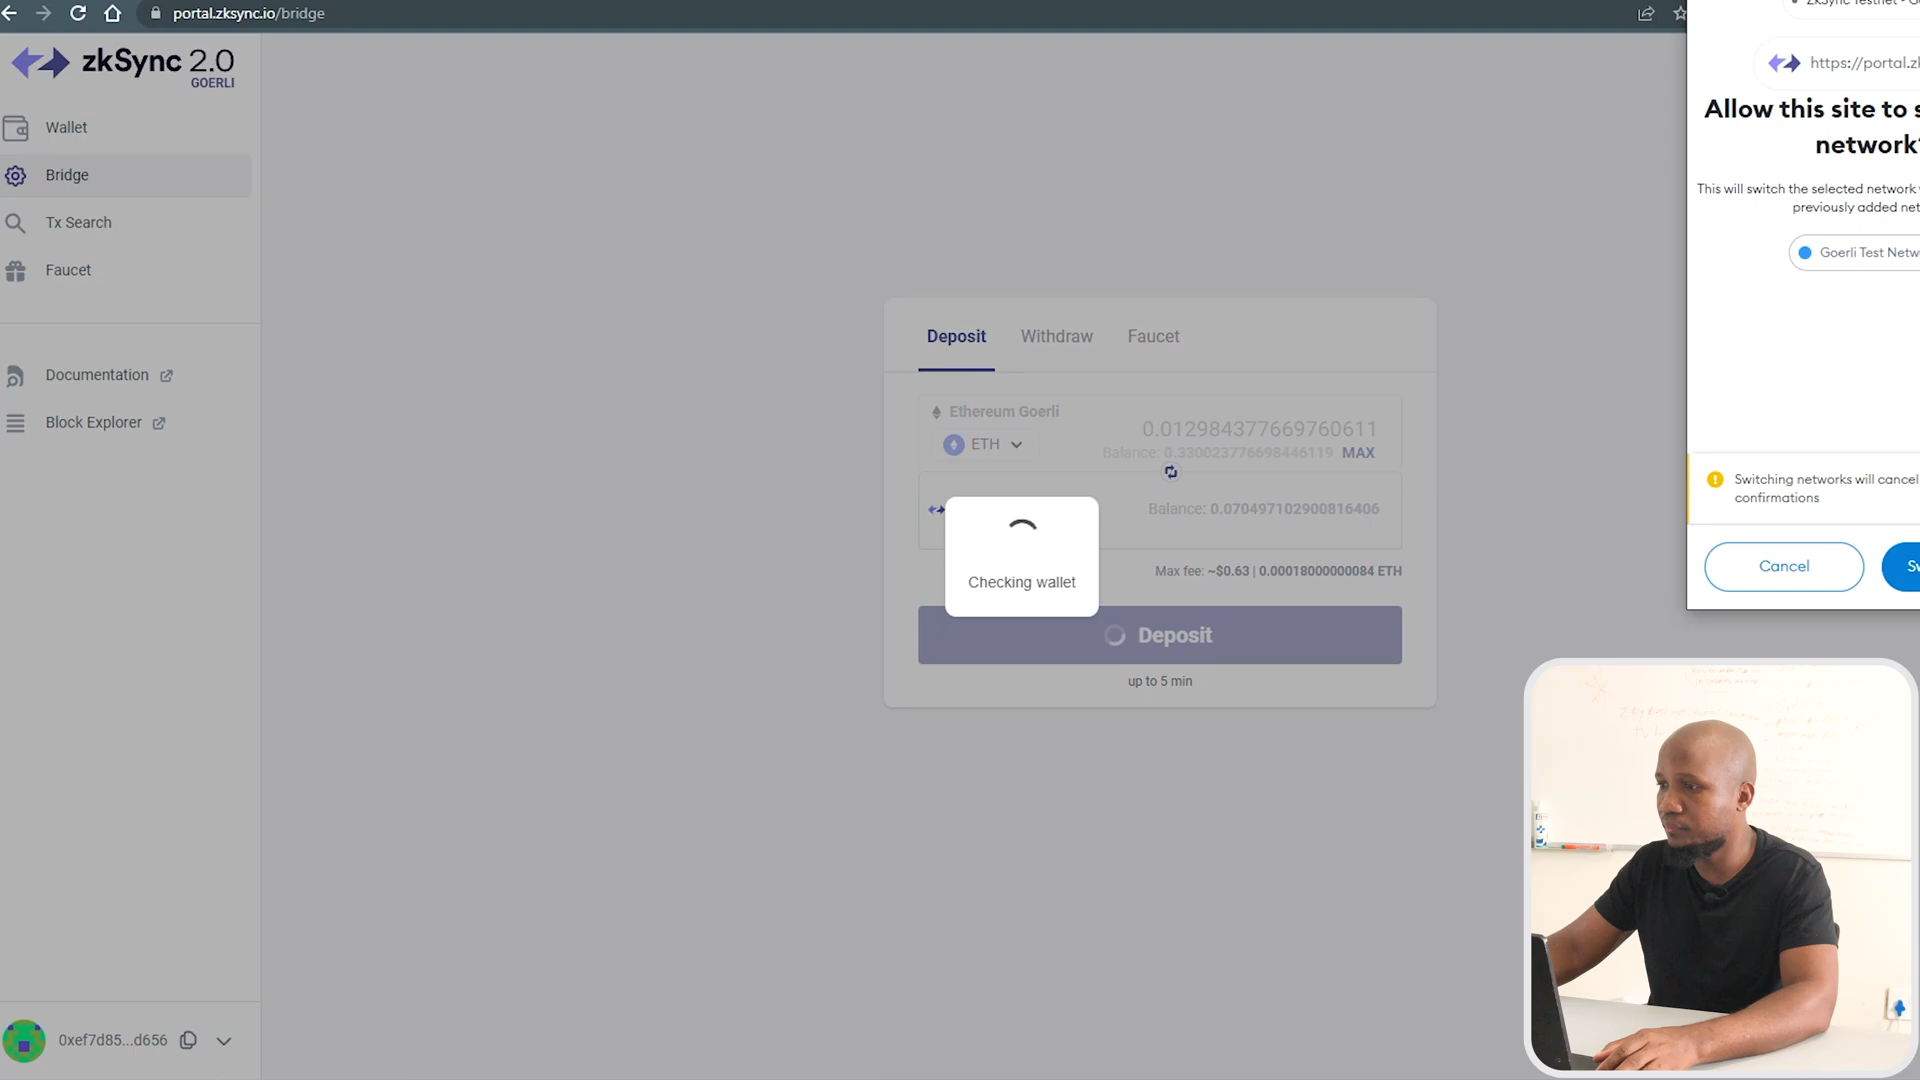 portal.zksync.io/bridge
zkSync 2.0
GOERLI
Wallet
Bridge
Tx Search
Faucet
Documentation
Block Explorer
0xef7d85...d656
Deposit Withdraw Faucet
Ethereum Goerli
0.012984377669760611
ETH
Balance: 0.330023776698446119 MAX
Balance: 0.070497102900816406
Checking wallet
Max fee: ~$0.63 | 0.00018000000084 ETH
Deposit
up to 5 min
zkSync Testnet - G
https://portal.z
Allow this site to s
network?
This will switch the selected network
previously added net
Goerli Test Netw
Switching networks will cancel
confirmations
Cancel
Sw